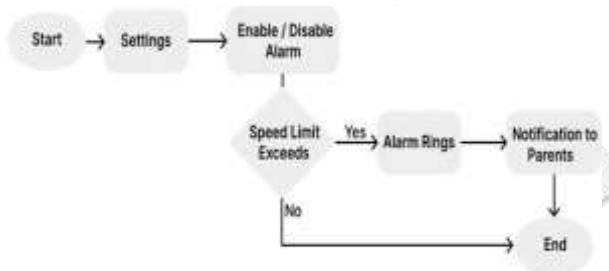 Start
Settings
Enable / Disable
Alarm
Speed Limit
Exceeds
Yes
Alarm Rings
Notification to
Parents
No
End